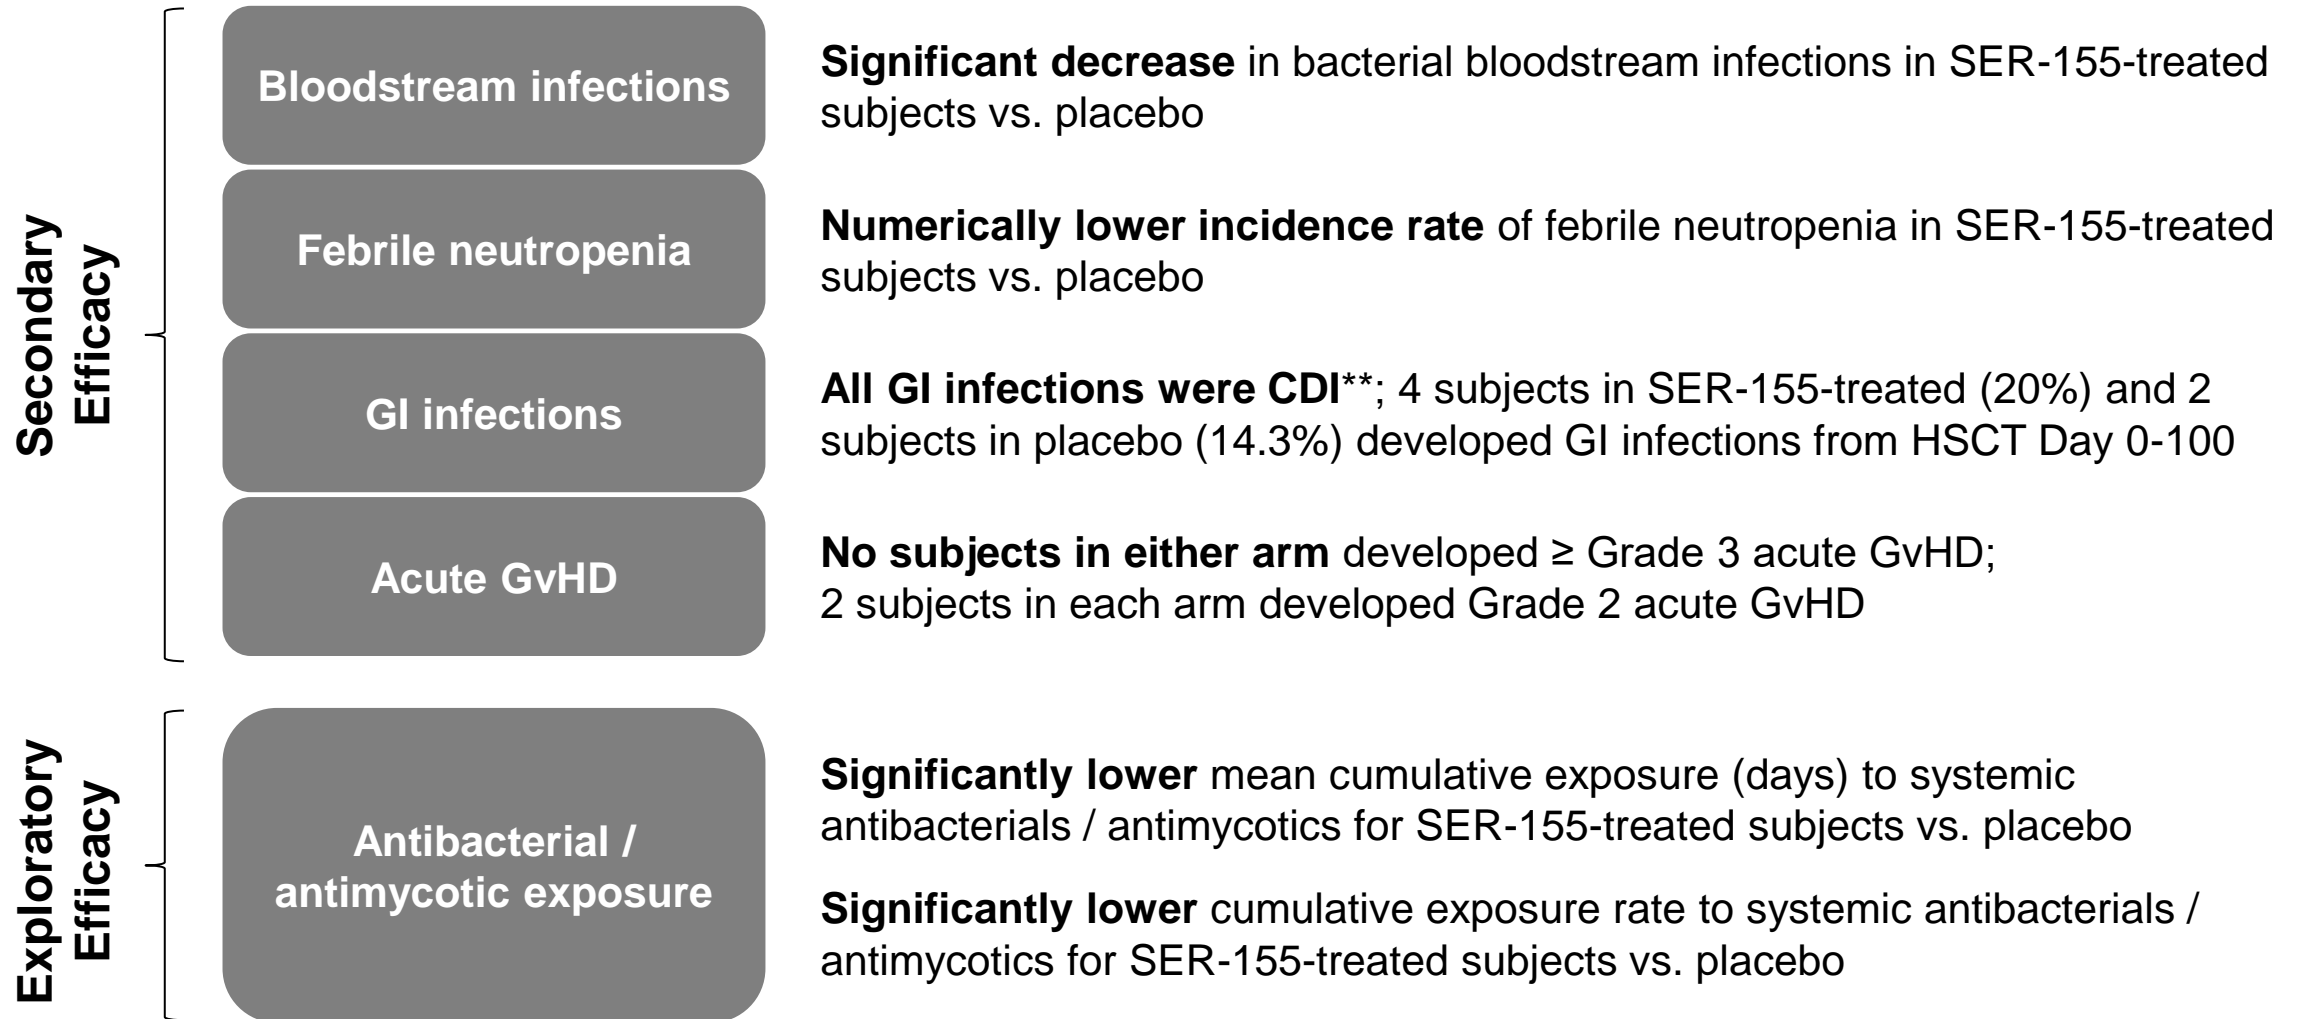 Secondary
Efficacy
Bloodstream infections
Significant decrease in bacterial bloodstream infections in SER-155-treated
subjects vs. placebo
Febrile neutropenia
Numerically lower incidence rate of febrile neutropenia in SER-155-treated
subjects vs. placebo
GI infections
All GI infections were CDI**; 4 subjects in SER-155-treated (20%) and 2
subjects in placebo (14.3%) developed GI infections from HSCT Day 0-100
Acute GvHD
No subjects in either arm developed ≥ Grade 3 acute GvHD;
2 subjects in each arm developed Grade 2 acute GvHD
Exploratory
Efficacy
Antibacterial /
antimycotic exposure
Significantly lower mean cumulative exposure (days) to systemic
antibacterials / antimycotics for SER-155-treated subjects vs. placebo
Significantly lower cumulative exposure rate to systemic antibacterials /
antimycotics for SER-155-treated subjects vs. placebo